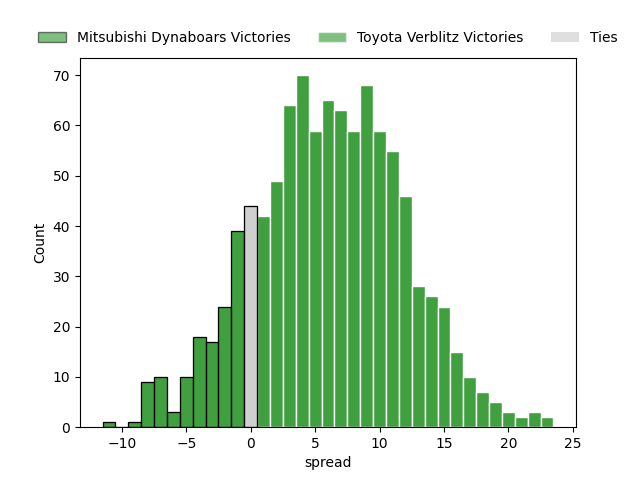 Mitsubishi Dynaboars Victories Toyota Verblitz Victories Ties
70
60
50
40
30
20
10
0
Count
−10 −5 0 5 10 15 20 25
spread